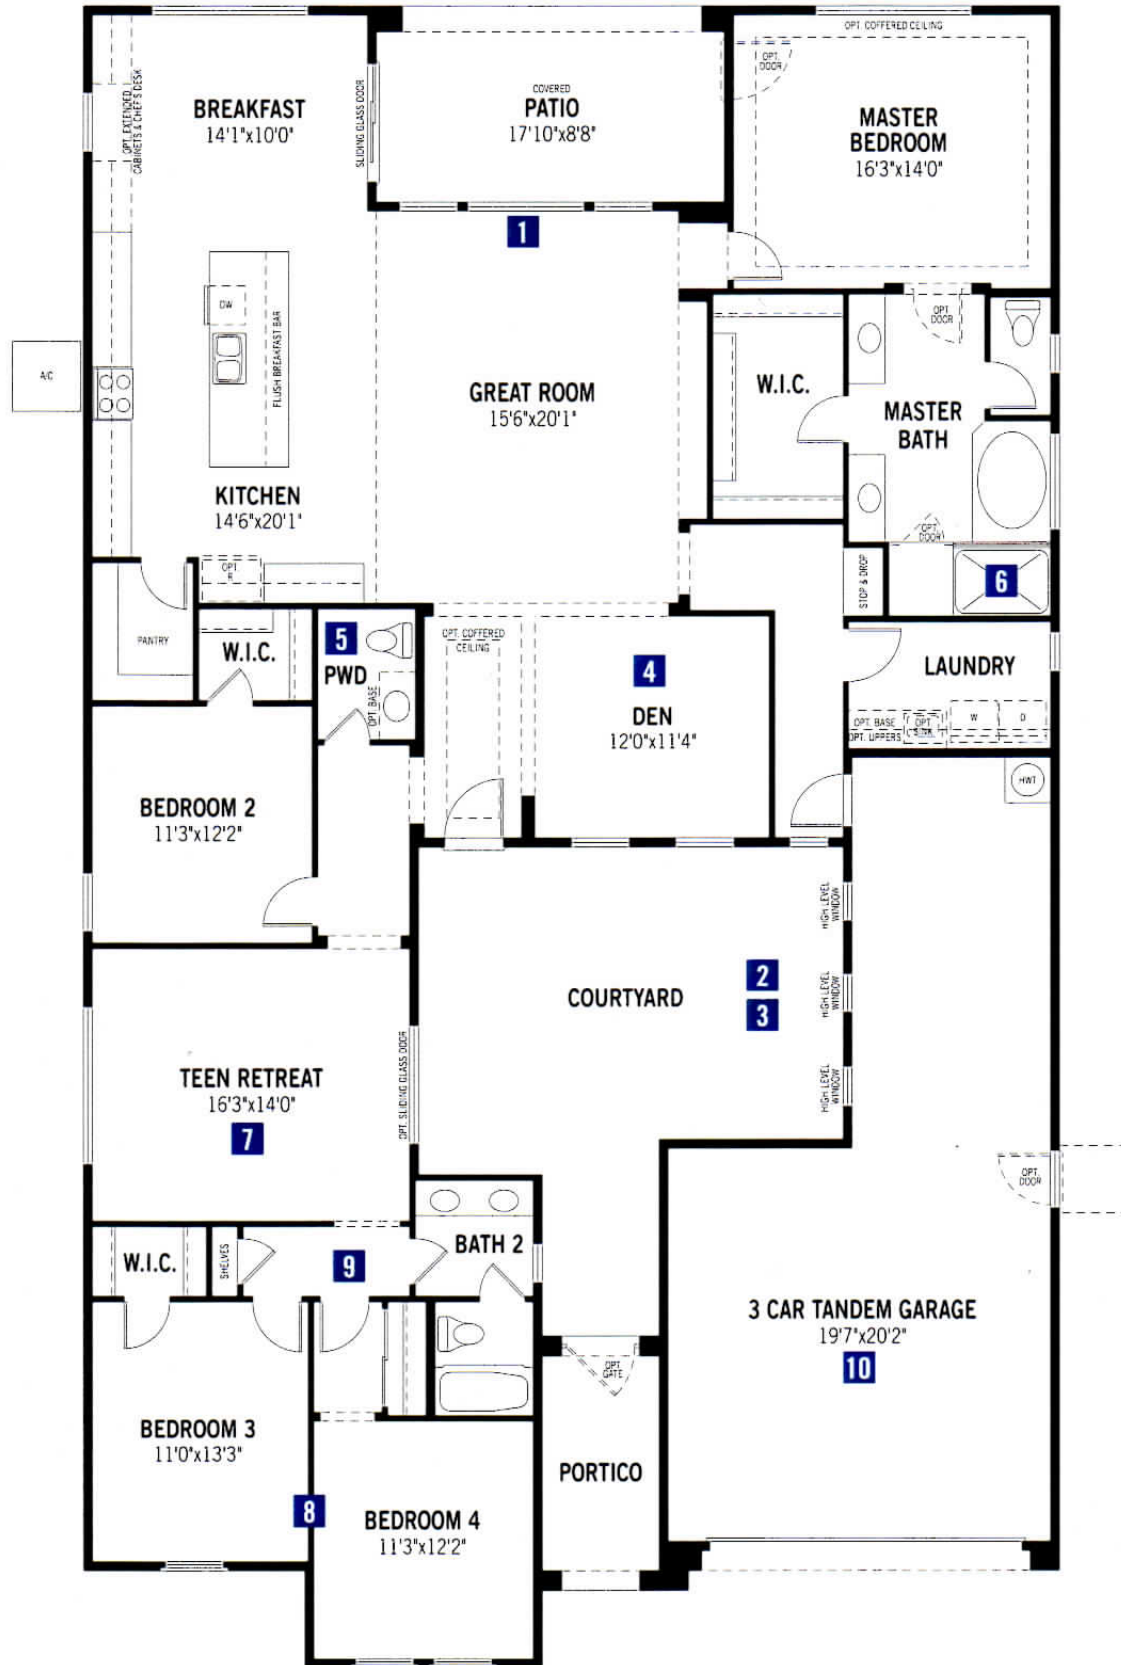 OPT. COFFERED CEILING
OPT. DOOR
BREAKFAST
14'1"x10'0"
OPT. EXTENDED
CABINETS & CHEF'S DESK
SLIDING GLASS DOOR
COVERED
PATIO
17'10"x8'8"
MASTER
BEDROOM
16'3"x14'0"
1
DW
FLUSH BREAKFAST BAR
A/C
GREAT ROOM
15'6"x20'1"
W.I.C.
OPT.
DOOR
MASTER
BATH
KITCHEN
14'6"x20'1"
OPT.
DOOR
OPT.
R
STOP & DROP
6
PANTRY
W.I.C.
5
PWD
OPT. BASE
OPT. COFFERED
CEILING
4
DEN
12'0"x11'4"
LAUNDRY
OPT. BASE
OPT. UPPERS
OPT.
SINK
W
D
HWT
BEDROOM 2
11'3"x12'2"
HIGH LEVEL
WINDOW
COURTYARD
2
3
HIGH LEVEL
WINDOW
HIGH LEVEL
WINDOW
TEEN RETREAT
16'3"x14'0"
7
OPT. SLIDING GLASS DOOR
OPT.
DOOR
W.I.C.
SHELVES
9
BATH 2
3 CAR TANDEM GARAGE
19'7"x20'2"
10
OPT.
GATE
BEDROOM 3
11'0"x13'3"
8
BEDROOM 4
11'3"x12'2"
PORTICO